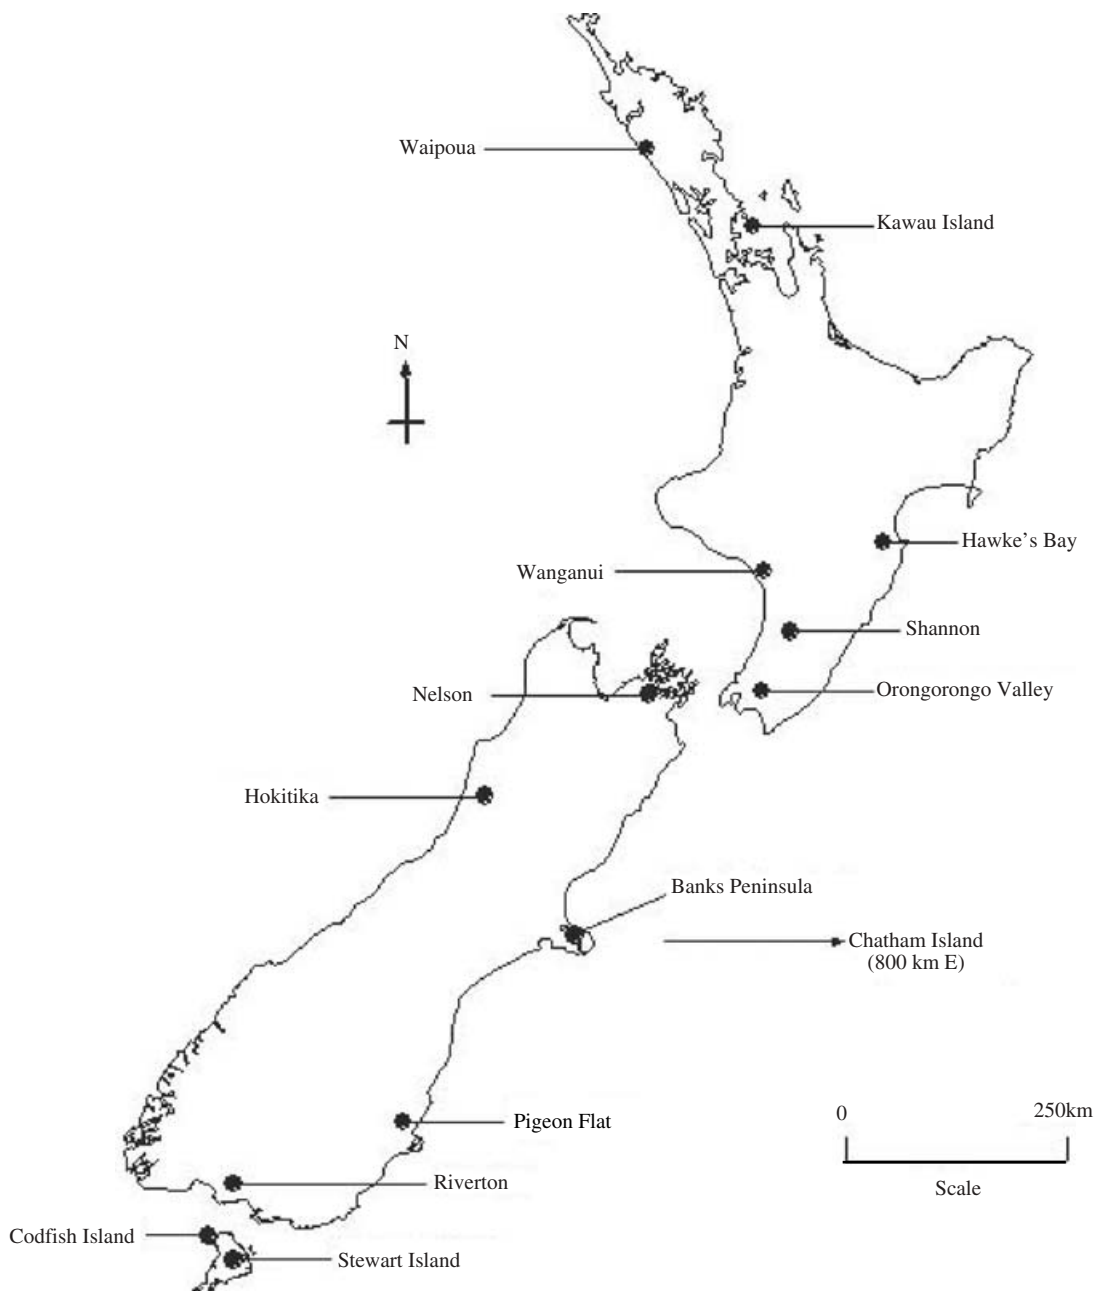 Waipoua
Kawau Island
N
Hawke's Bay
Wanganui
Shannon
Nelson
Orongorongo Valley
Hokitika
Banks Peninsula
Chatham Island
(800 km E)
0
250km
Pigeon Flat
Riverton
Scale
Codfish Island
Stewart Island